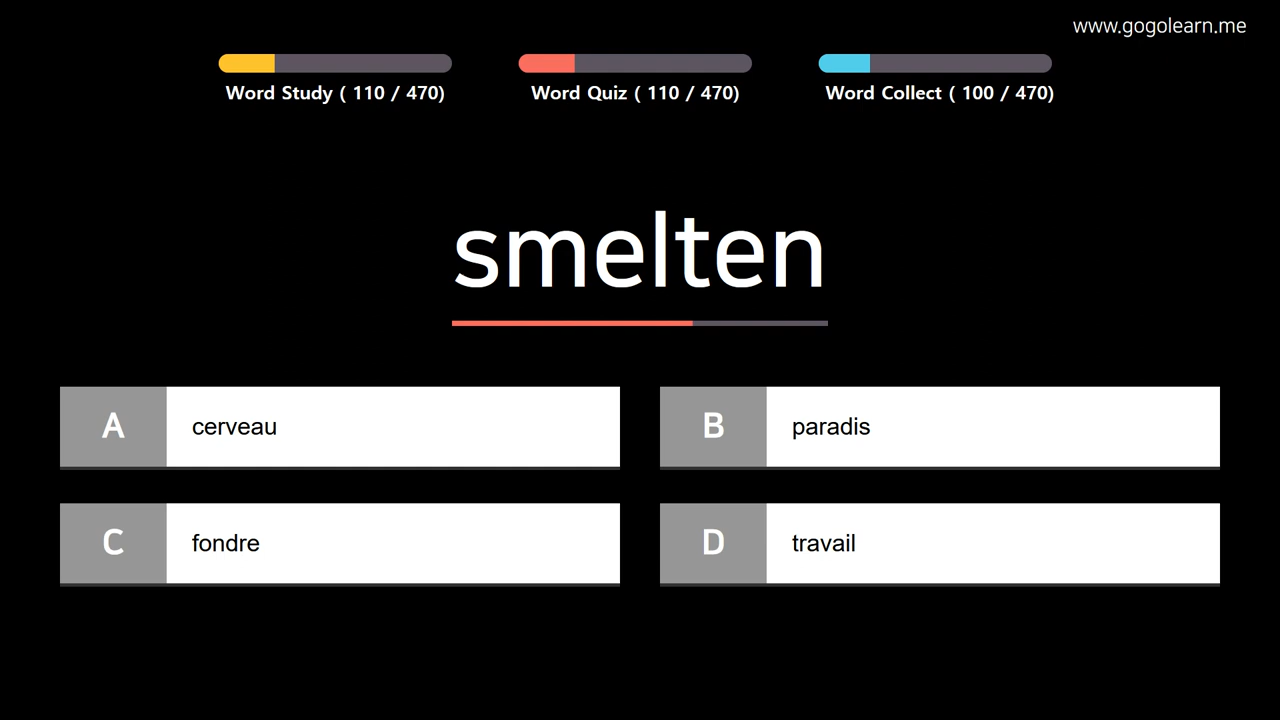 www.gogolearn.me
Word Study ( 110 / 470)
Word Quiz ( 110 / 470)
Word Collect ( 100 / 470)
smelten
A cerveau
B paradis
C fondre
D travail